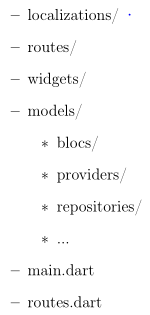 – localizations/
– routes/
– widgets/
– models/
* blocs/
* providers/
* repositories/
* ...
– main.dart
– routes.dart